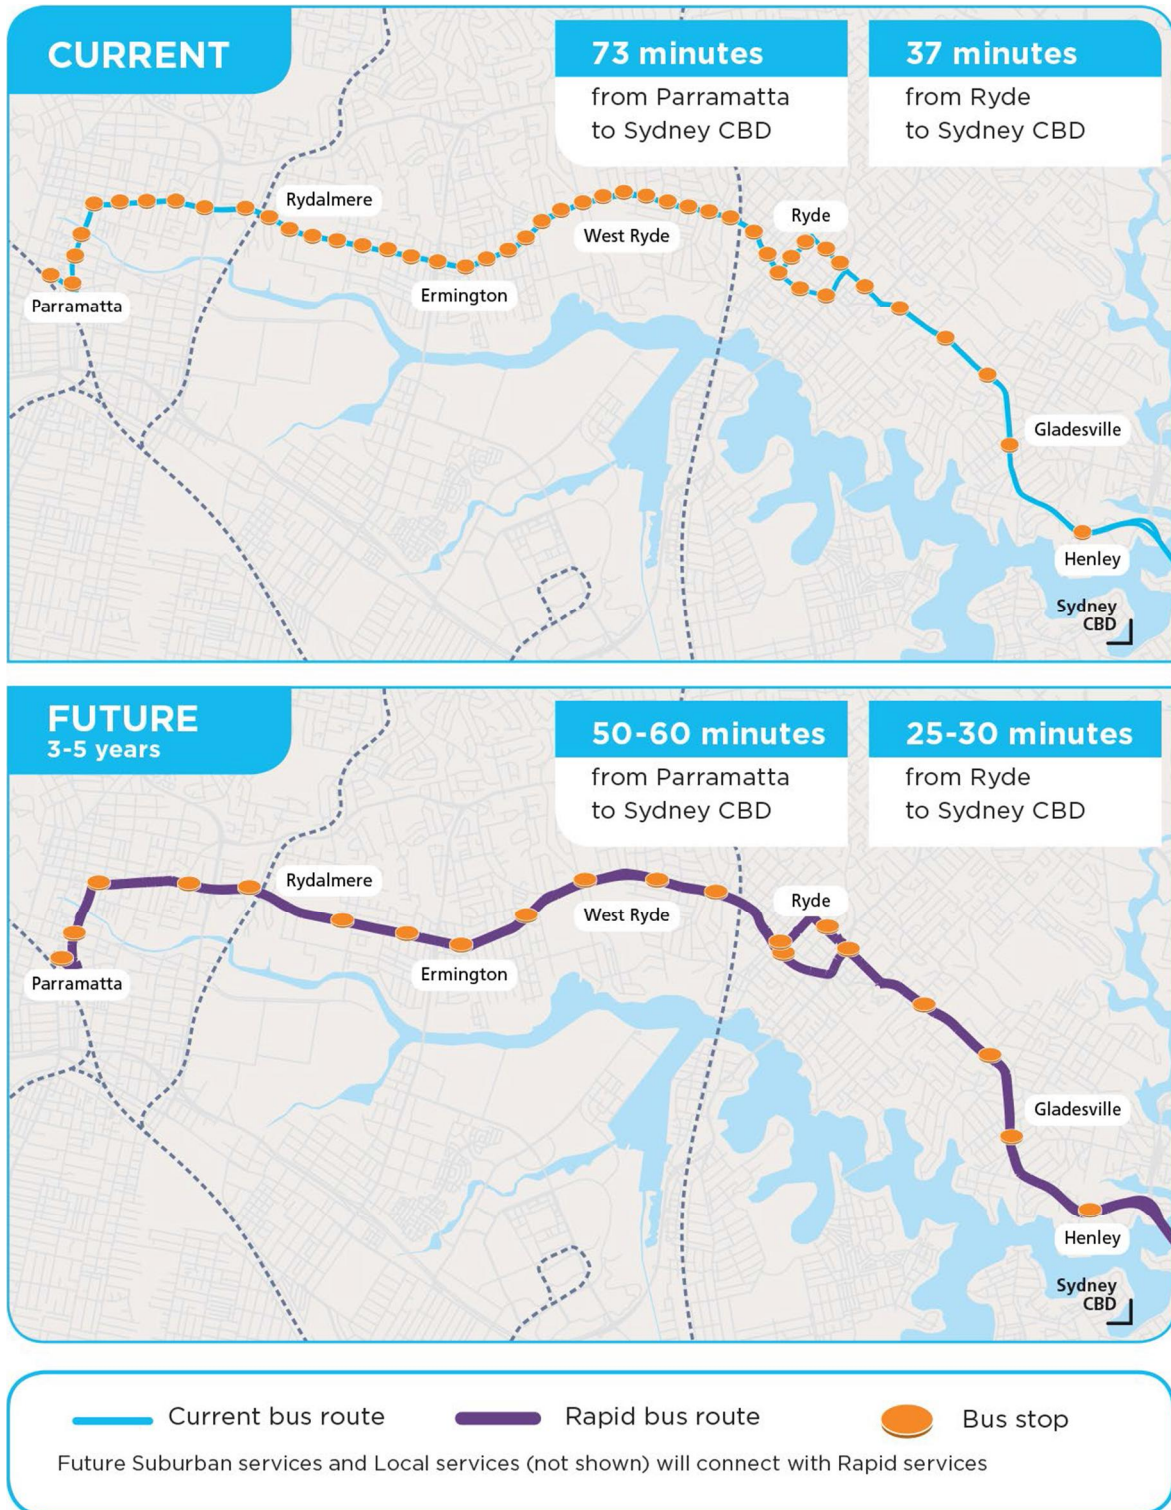 CURRENT
73 minutes
from Parramatta
to Sydney CBD
37 minutes
from Ryde
to Sydney CBD
Rydalmere
West Ryde
Ryde
Parramatta
Ermington
Gladesville
Henley
Sydney
CBD
FUTURE
3-5 years
50-60 minutes
from Parramatta
to Sydney CBD
25-30 minutes
from Ryde
to Sydney CBD
Rydalmere
West Ryde
Ryde
Parramatta
Ermington
Gladesville
Henley
Sydney
CBD
Current bus route
Rapid bus route
Bus stop
Future Suburban services and Local services (not shown) will connect with Rapid services